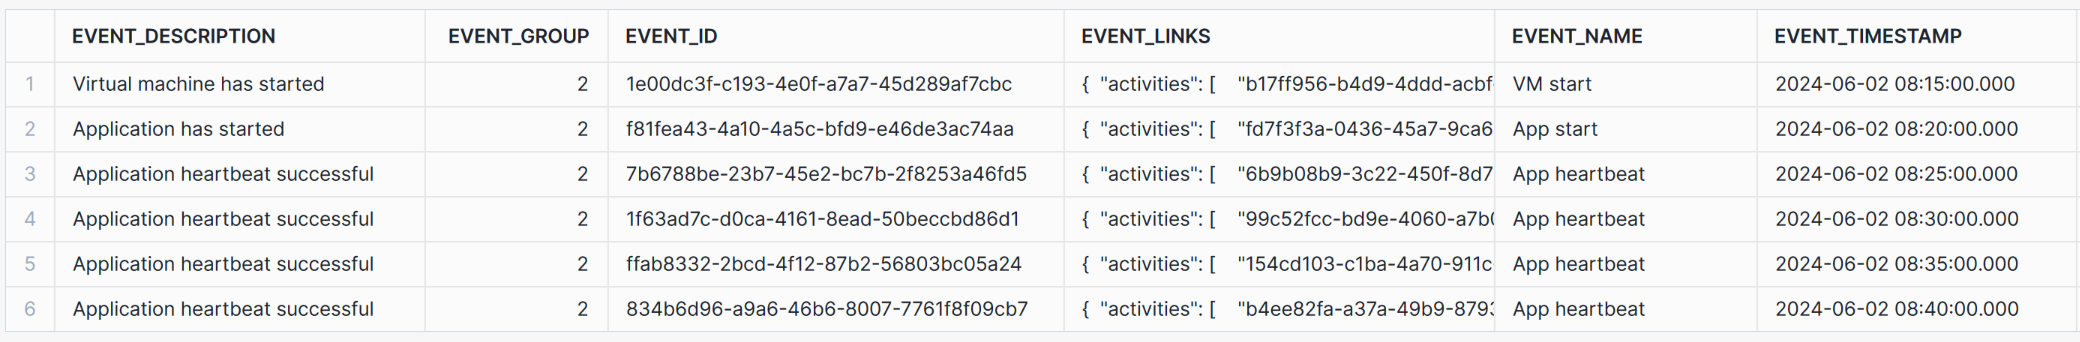 EVENT_DESCRIPTION EVENT_GROUP EVENT_ID EVENT_LINKS EVENT_NAME EVENT_TIMESTAMP
1 Virtual machine has started 2 1e00dc3f-c193-4e0f-a7a7-45d289af7cbc { "activities": [ "b17ff956-b4d9-4ddd-acbf- VM start 2024-06-02 08:15:00.000
2 Application has started 2 f81fea43-4a10-4a5c-bfd9-e46de3ac74aa { "activities": [ "fd7f3f3a-0436-45a7-9ca6 App start 2024-06-02 08:20:00.000
3 Application heartbeat successful 2 7b6788be-23b7-45e2-bc7b-2f8253a46fd5 { "activities": [ "6b9b08b9-3c22-450f-8d7 App heartbeat 2024-06-02 08:25:00.000
4 Application heartbeat successful 2 1f63ad7c-d0ca-4161-8ead-50beccbd86d1 { "activities": [ "99c52fcc-bd9e-4060-a7b0 App heartbeat 2024-06-02 08:30:00.000
5 Application heartbeat successful 2 ffab8332-2bcd-4f12-87b2-56803bc05a24 { "activities": [ "154cd103-c1ba-4a70-911c App heartbeat 2024-06-02 08:35:00.000
6 Application heartbeat successful 2 834b6d96-a9a6-46b6-8007-7761f8f09cb7 { "activities": [ "b4ee82fa-a37a-49b9-8793 App heartbeat 2024-06-02 08:40:00.000